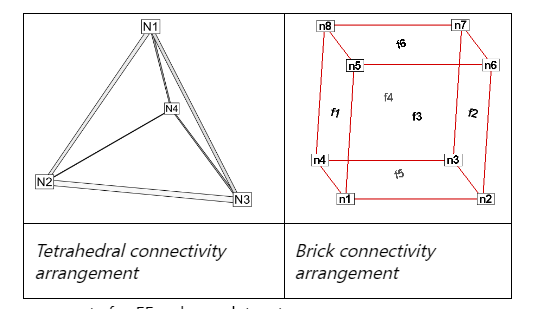 N1
N4
N2
N3
n8
n7
f6
n5
n6
f4
f1
f3
f2
n4
n3
f5
n1
n2
Tetrahedral connectivity
arrangement
Brick connectivity
arrangement